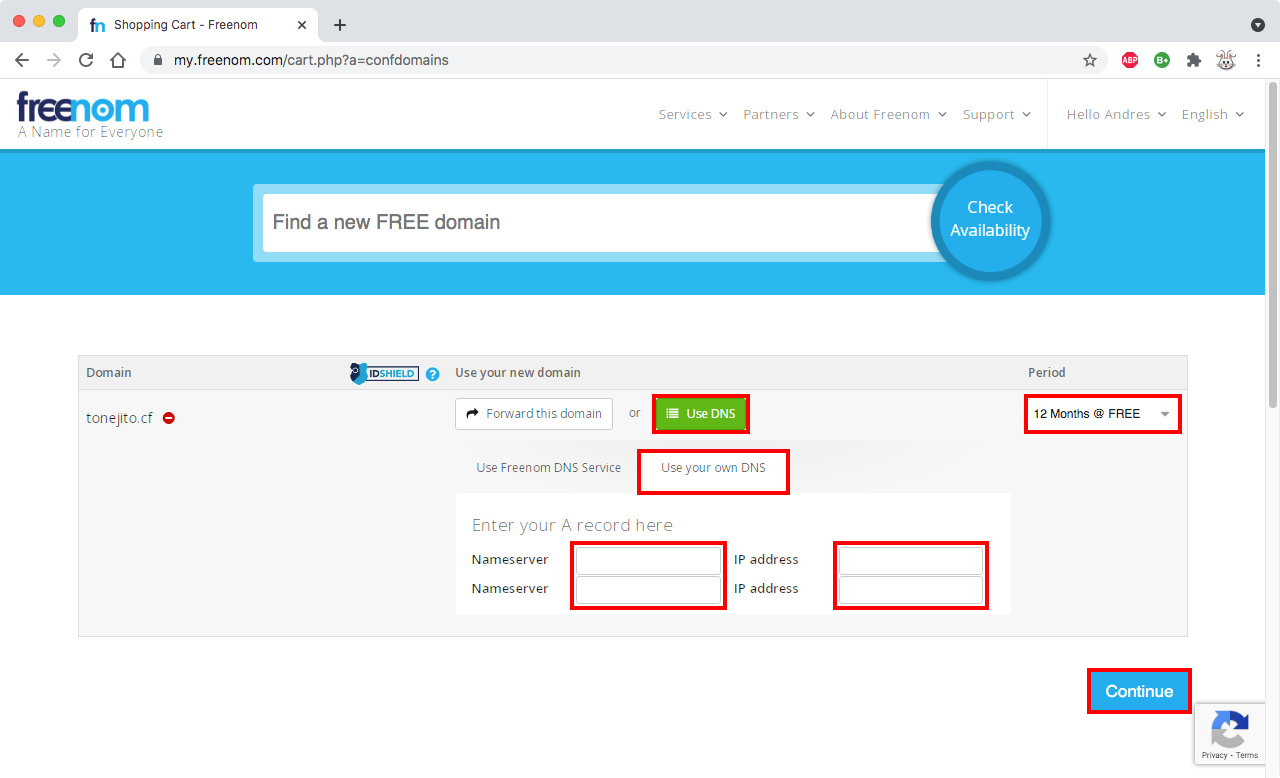 fn Shopping Cart - Freenom
my.freenom.com/cart.php?a=confdomains
ABP
B+
freenom
A Name for Everyone
Services Partners About Freenom Support Hello Andres English
Find a new FREE domain
Check
Availability
Domain IDSHIELD ? Use your new domain Period
tonejito.cf Forward this domain or Use DNS 12 Months @ FREE
Use Freenom DNS Service Use your own DNS
Enter your A record here
Nameserver IP address
Nameserver IP address
Continue
Privacy - Terms